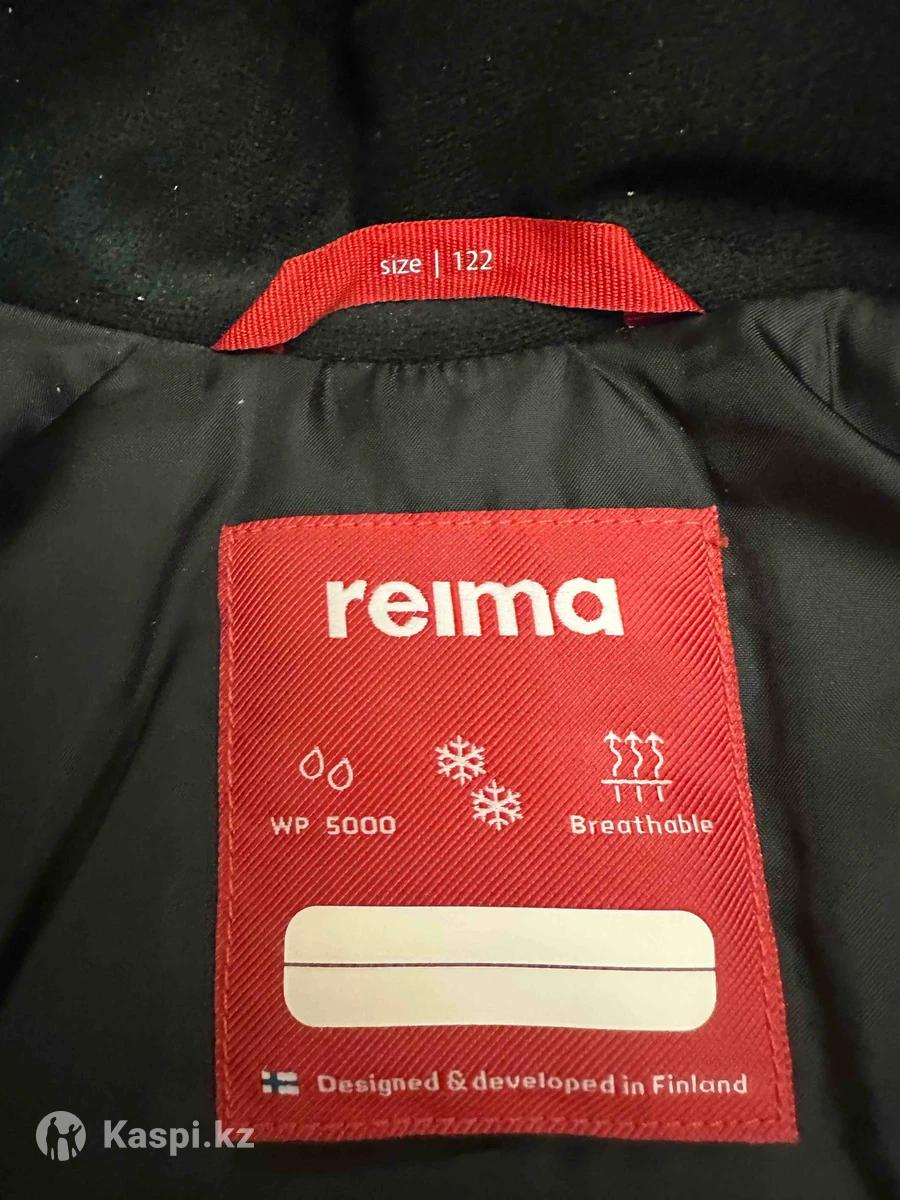 size | 122
reima
WP 5000
Breathable
Designed & developed in Finland
Kaspi.kz